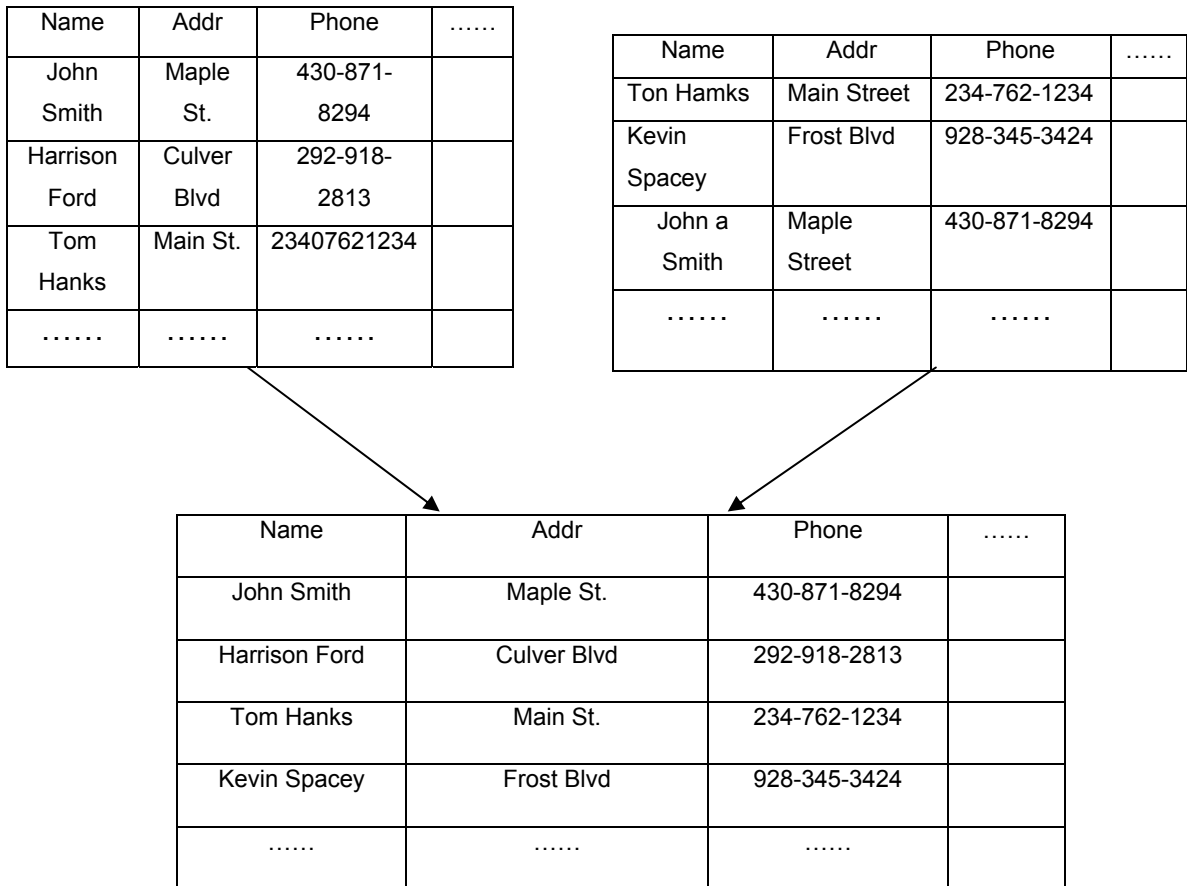 Name Addr Phone ……
John Maple 430-871-
Smith St. 8294
Harrison Culver 292-918-
Ford Blvd 2813
Tom Main St. 23407621234
Hanks
…… …… ……
Name Addr Phone ……
Ton Hamks Main Street 234-762-1234
Kevin Frost Blvd 928-345-3424
Spacey
John a Maple 430-871-8294
Smith Street
…… …… ……
Name Addr Phone ……
John Smith Maple St. 430-871-8294
Harrison Ford Culver Blvd 292-918-2813
Tom Hanks Main St. 234-762-1234
Kevin Spacey Frost Blvd 928-345-3424
…… …… ……